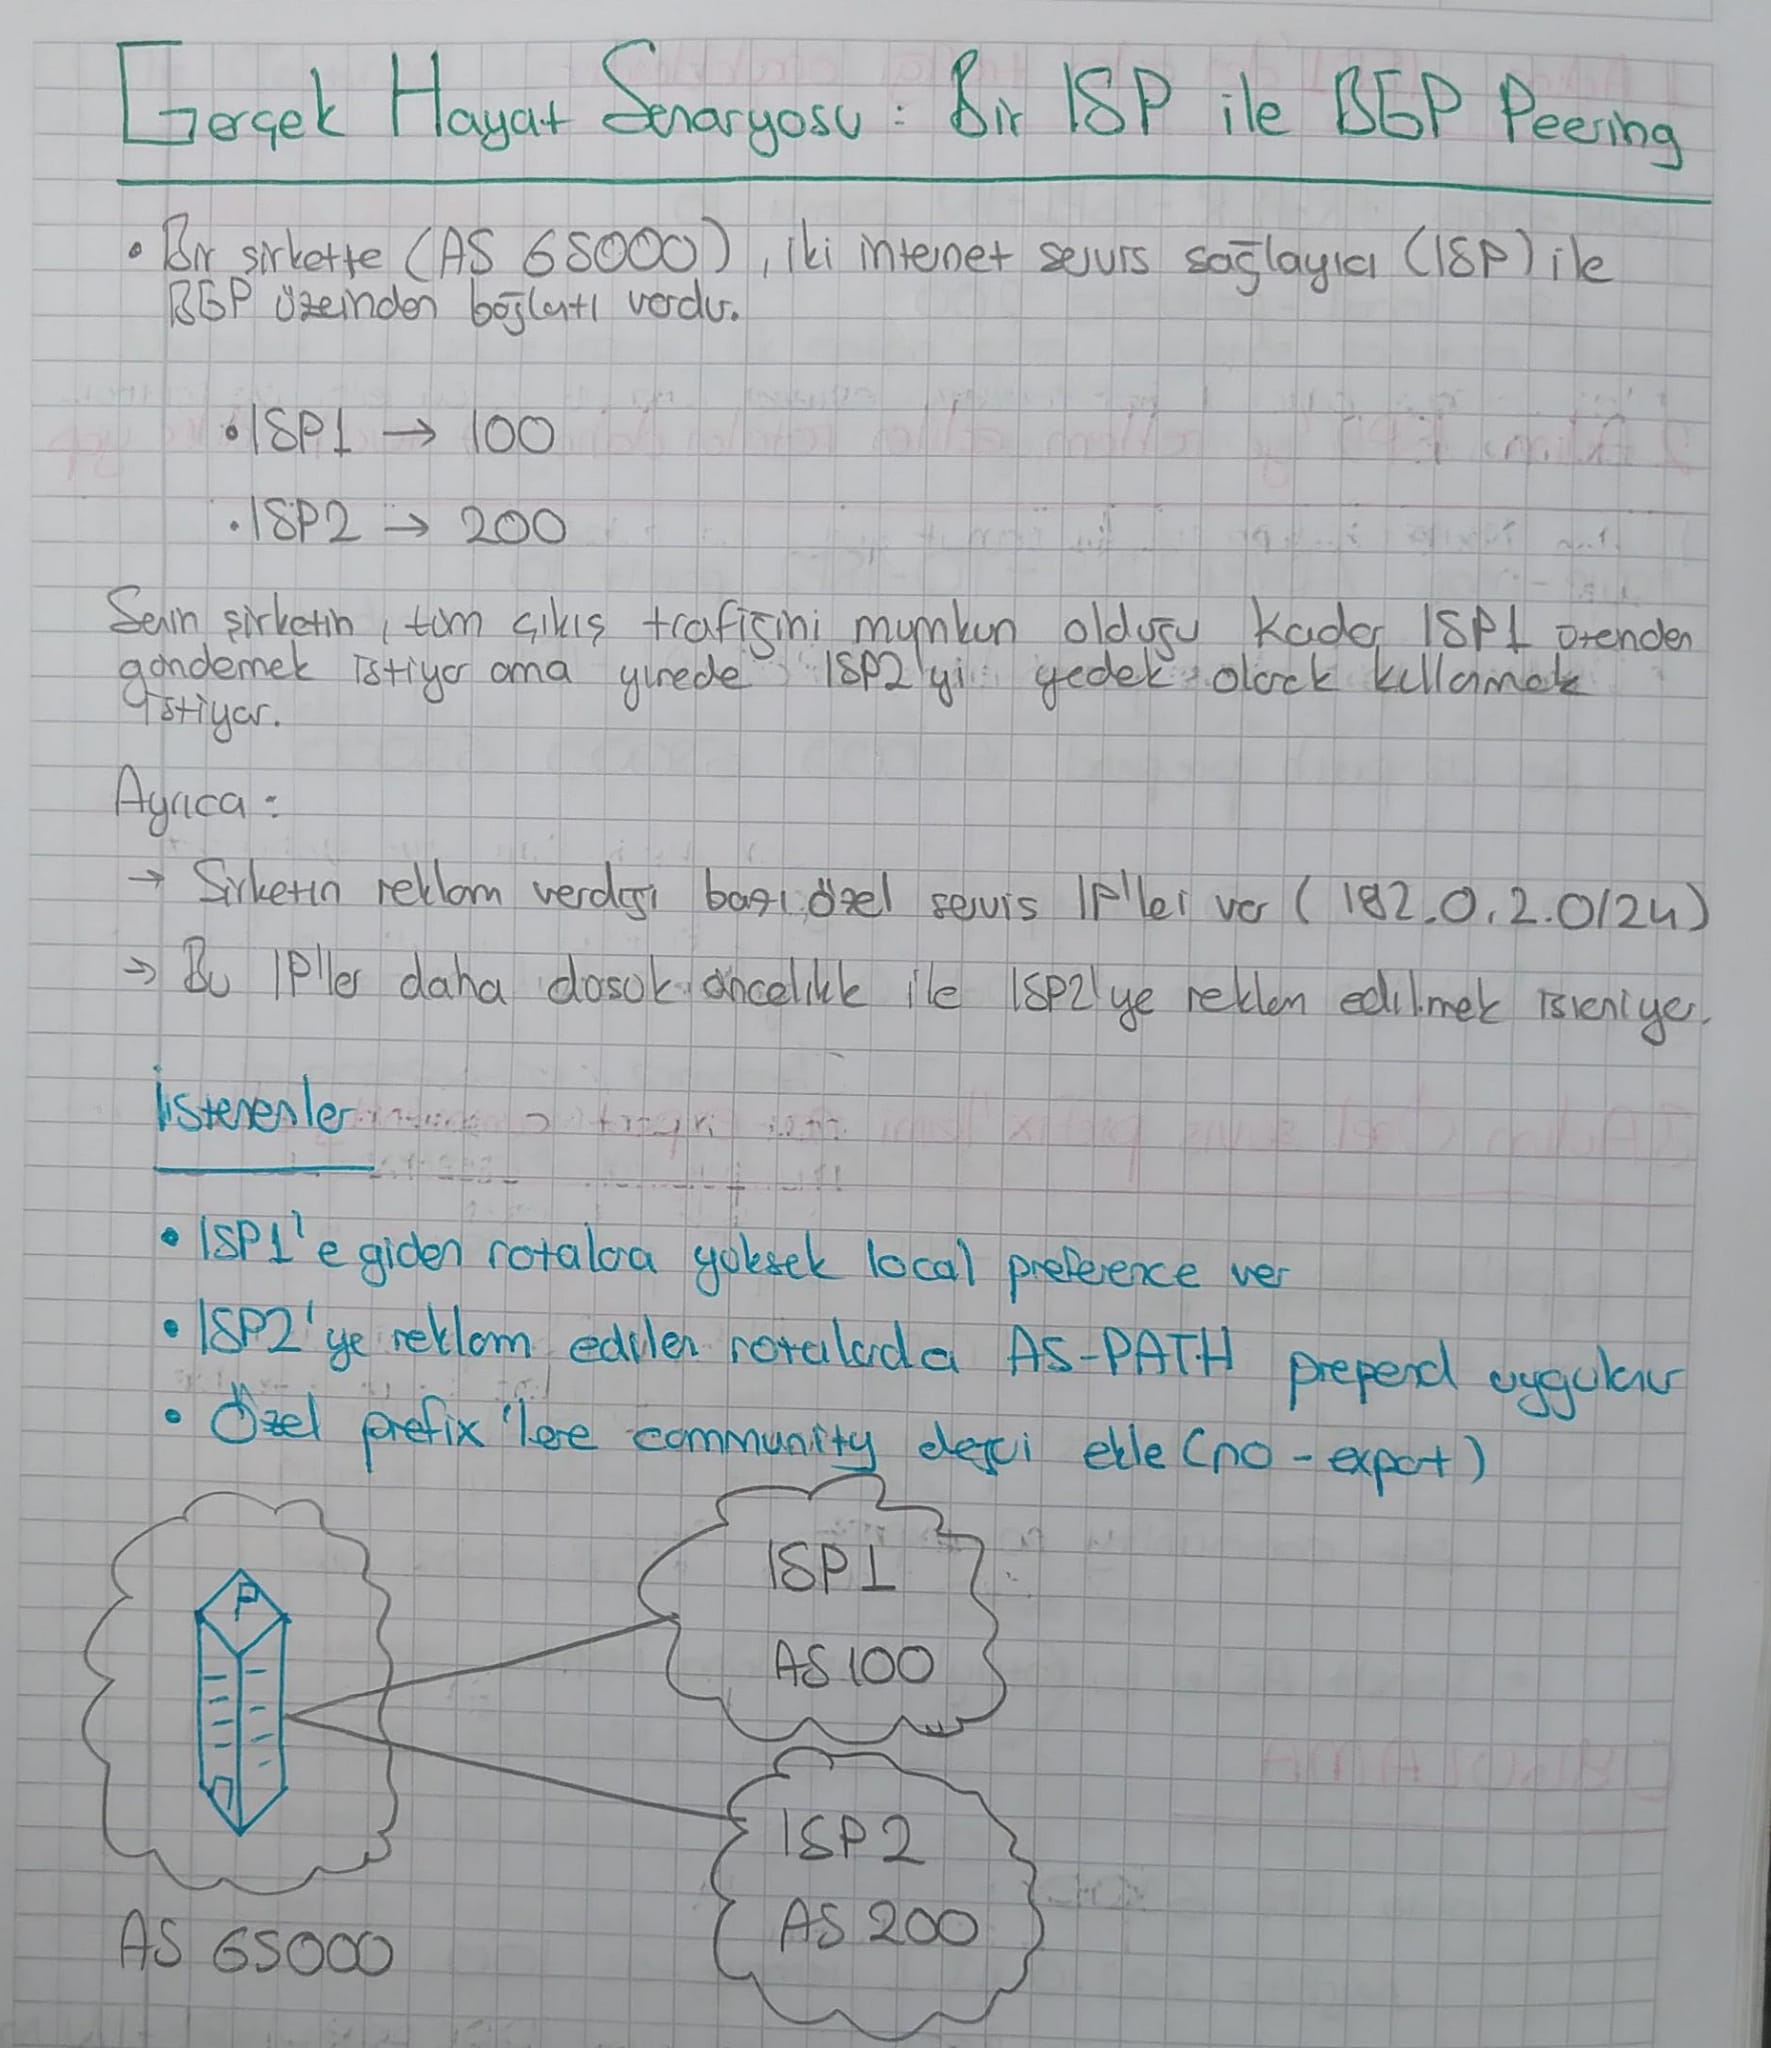 Gerçek Hayat Senaryosu : Bir ISP ile BGP Peering
• Bir şirkette (AS 65000), iki internet servis sağlayıcı (ISP) ile
BGP üzeinden bağlantı vardır.
• ISP1 → 100
• ISP2 → 200
Senin şirketin, tüm çıkış trafiğini mümkün olduğu kadar ISP1 üzerinden
göndermek istiyor ama yinede ISP2'yi yedek olarak kullanmak
istiyor.
Ayrıca :
→ Şirketin reklam verdiği bazı özel servis IP'leri var ( 192.0.2.0/24)
→ Bu IP'ler daha düşük öncelikle ile ISP2'ye reklam edilmek isteniyor.
İstenenler
• ISP1'e giden rotalara yüksek local preference ver
• ISP2'ye reklam edilen rotalarda AS-PATH prepend uygulanır
• Özel prefix'lere community değeri ekle (no-export)
P
ISP1
AS 100
ISP2
AS 200
AS 65000